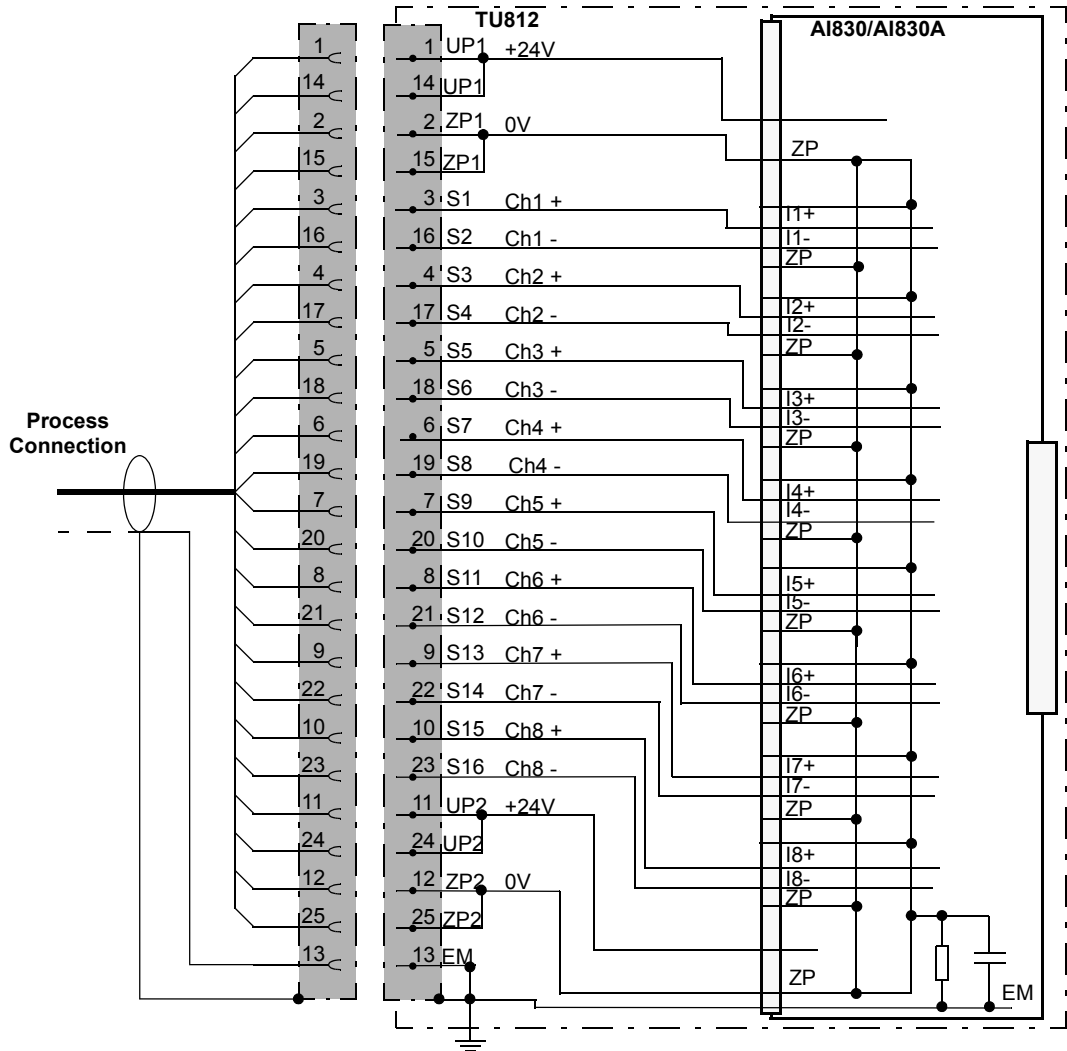 TU812
AI830/AI830A
1 1 UP1 +24V
14 14 UP1
2 2 ZP1 0V
ZP
15 15 ZP1
3 3 S1 Ch1 +
I1+
16 16 S2 Ch1 -
I1-
ZP
4 4 S3 Ch2 +
I2+
17 17 S4 Ch2 -
I2-
ZP
5 5 S5 Ch3 +
18 18 S6 Ch3 -
I3+
I3-
Process
Connection
6 6 S7 Ch4 +
ZP
19 19 S8 Ch4 -
I4+
7 7 S9 Ch5 +
I4-
ZP
20 20 S10 Ch5 -
8 8 S11 Ch6 +
I5+
I5-
21 21 S12 Ch6 -
ZP
9 9 S13 Ch7 +
I6+
22 22 S14 Ch7 -
I6-
ZP
10 10 S15 Ch8 +
23 23 S16 Ch8 -
I7+
I7-
11 11 UP2 +24V
ZP
24 24 UP2
I8+
12 12 ZP2 0V
I8-
ZP
25 25 ZP2
13 13 EM
ZP
EM